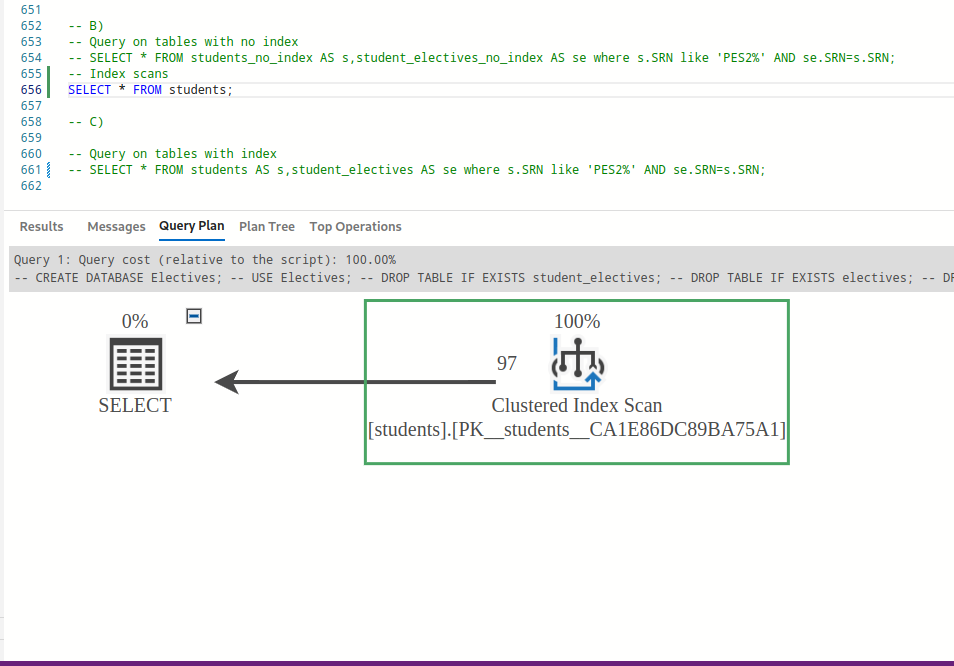 651
652 -- B)
653 -- Query on tables with no index
654 -- SELECT * FROM students_no_index AS s,student_electives_no_index AS se where s.SRN like 'PES2%' AND se.SRN=s.SRN;
655 -- Index scans
656 SELECT * FROM students;
657
658 -- C)
659
660 -- Query on tables with index
661 -- SELECT * FROM students AS s,student_electives AS se where s.SRN like 'PES2%' AND se.SRN=s.SRN;
662
Results Messages Query Plan Plan Tree Top Operations
Query 1: Query cost (relative to the script): 100.00%
-- CREATE DATABASE Electives; -- USE Electives; -- DROP TABLE IF EXISTS student_electives; -- DROP TABLE IF EXISTS electives; --
0% 100%
97
SELECT Clustered Index Scan
[students].[PK__students__CA1E86DC89BA75A1]